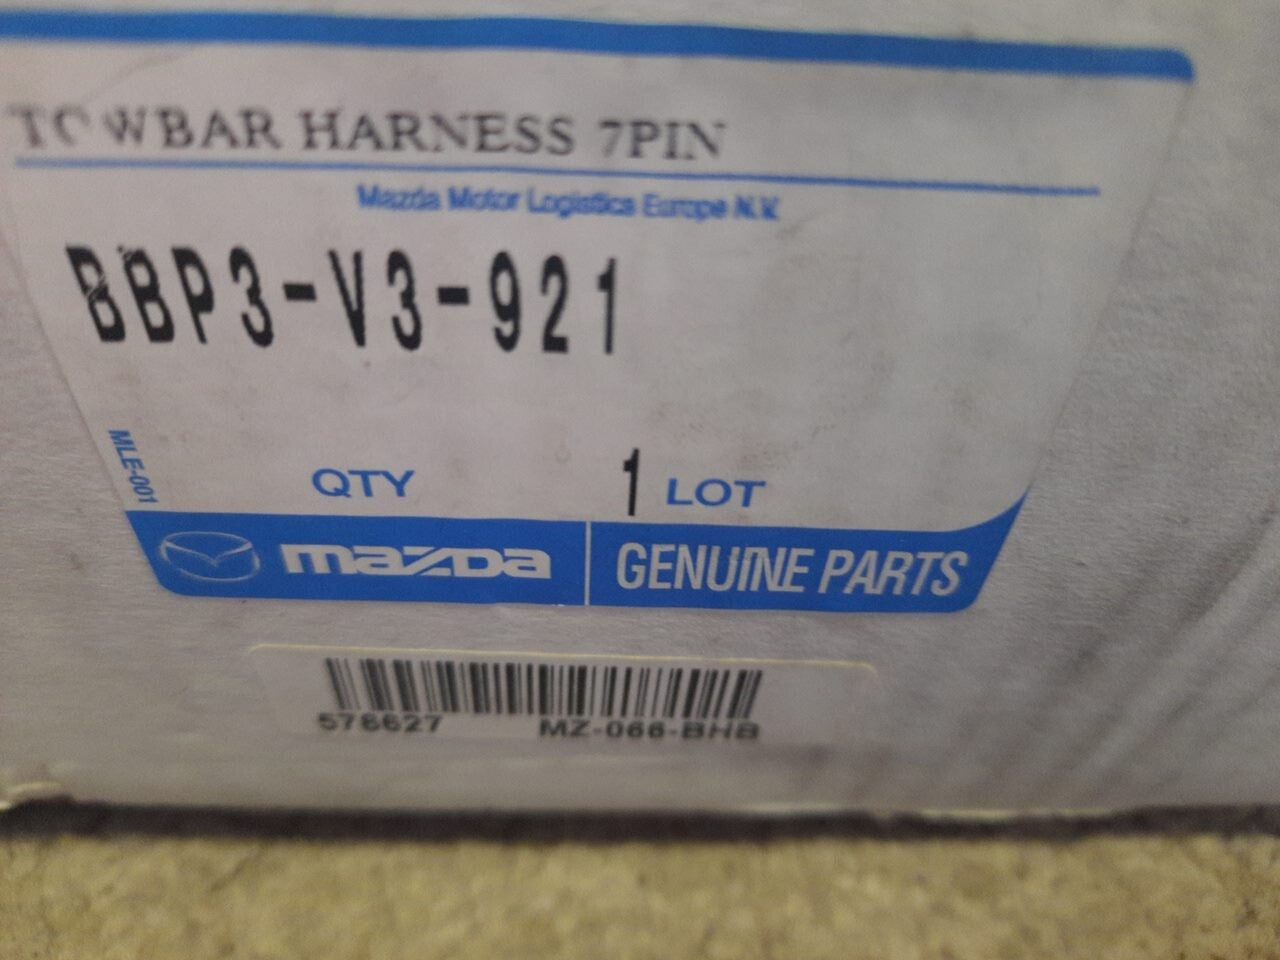 TOWBAR HARNESS 7PIN
Mazda Motor Logistics Europe N.V.
BBP3-V3-921
MLE-001
QTY 1 LOT
mazda GENUINE PARTS
578627 MZ-066-BHB